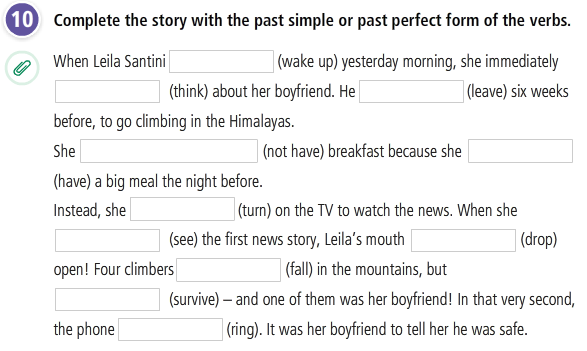 10 Complete the story with the past simple or past perfect form of the verbs.
When Leila Santini (wake up) yesterday morning, she immediately
(think) about her boyfriend. He (leave) six weeks
before, to go climbing in the Himalayas.
She (not have) breakfast because she
(have) a big meal the night before.
Instead, she (turn) on the TV to watch the news. When she
(see) the first news story, Leila's mouth (drop)
open! Four climbers (fall) in the mountains, but
(survive) – and one of them was her boyfriend! In that very second,
the phone (ring). It was her boyfriend to tell her he was safe.